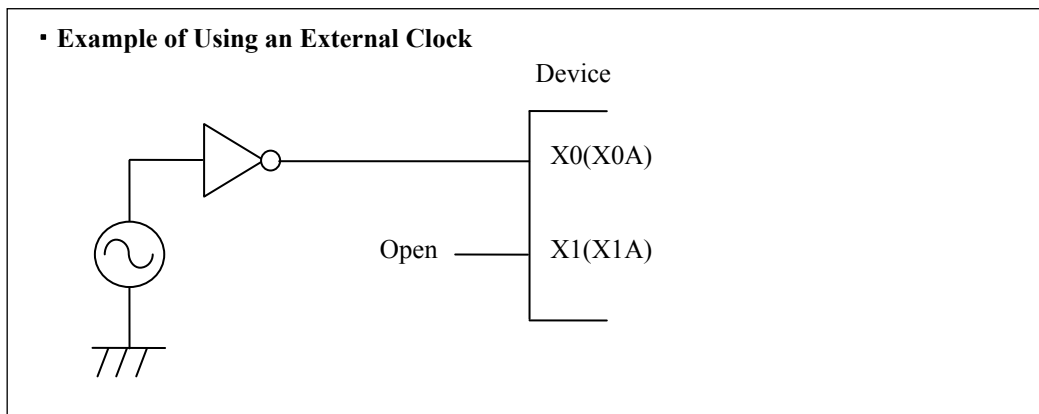 ▪ Example of Using an External Clock
Device
X0(X0A)
Open
X1(X1A)